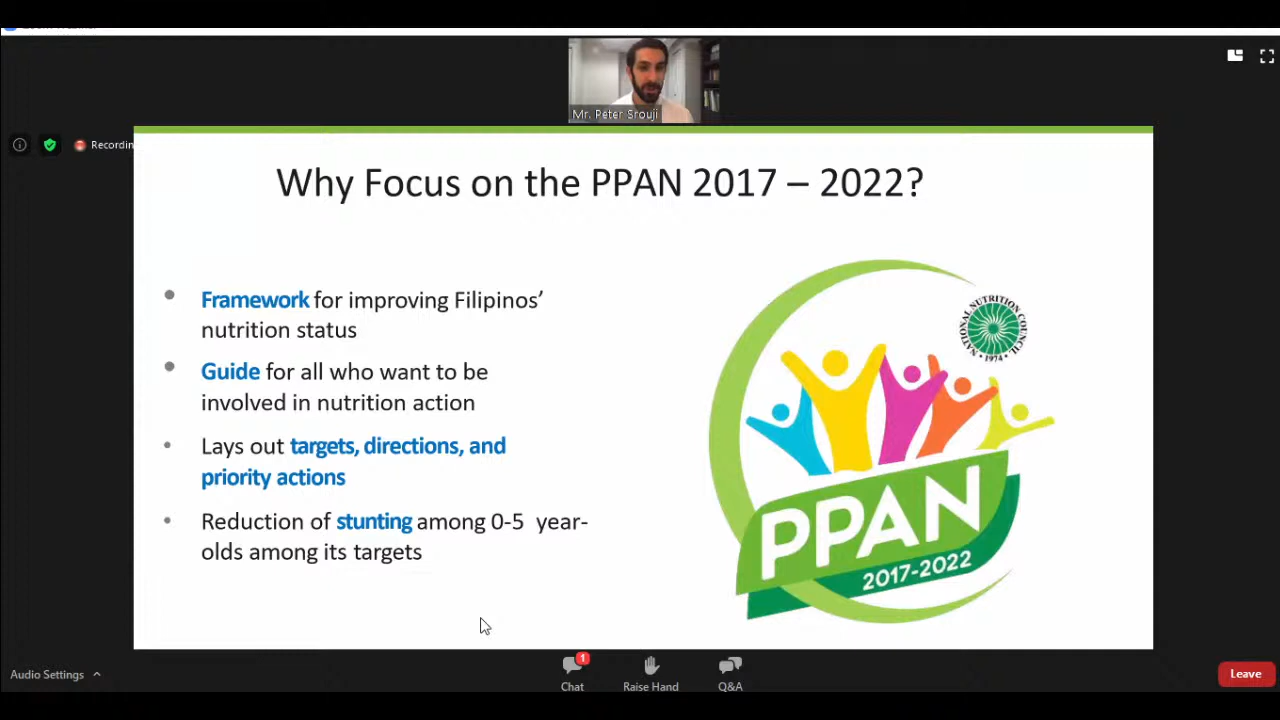 Mr. Peter Srouji
Recordin
Why Focus on the PPAN 2017 – 2022?
• Framework for improving Filipinos’
nutrition status
• Guide for all who want to be
involved in nutrition action
• Lays out targets, directions, and
priority actions
• Reduction of stunting among 0-5 year-
olds among its targets
NATIONAL NUTRITION COUNCIL
• 1974 •
PPAN
2017-2022
Audio Settings
1
Chat
Raise Hand
Q&A
Leave